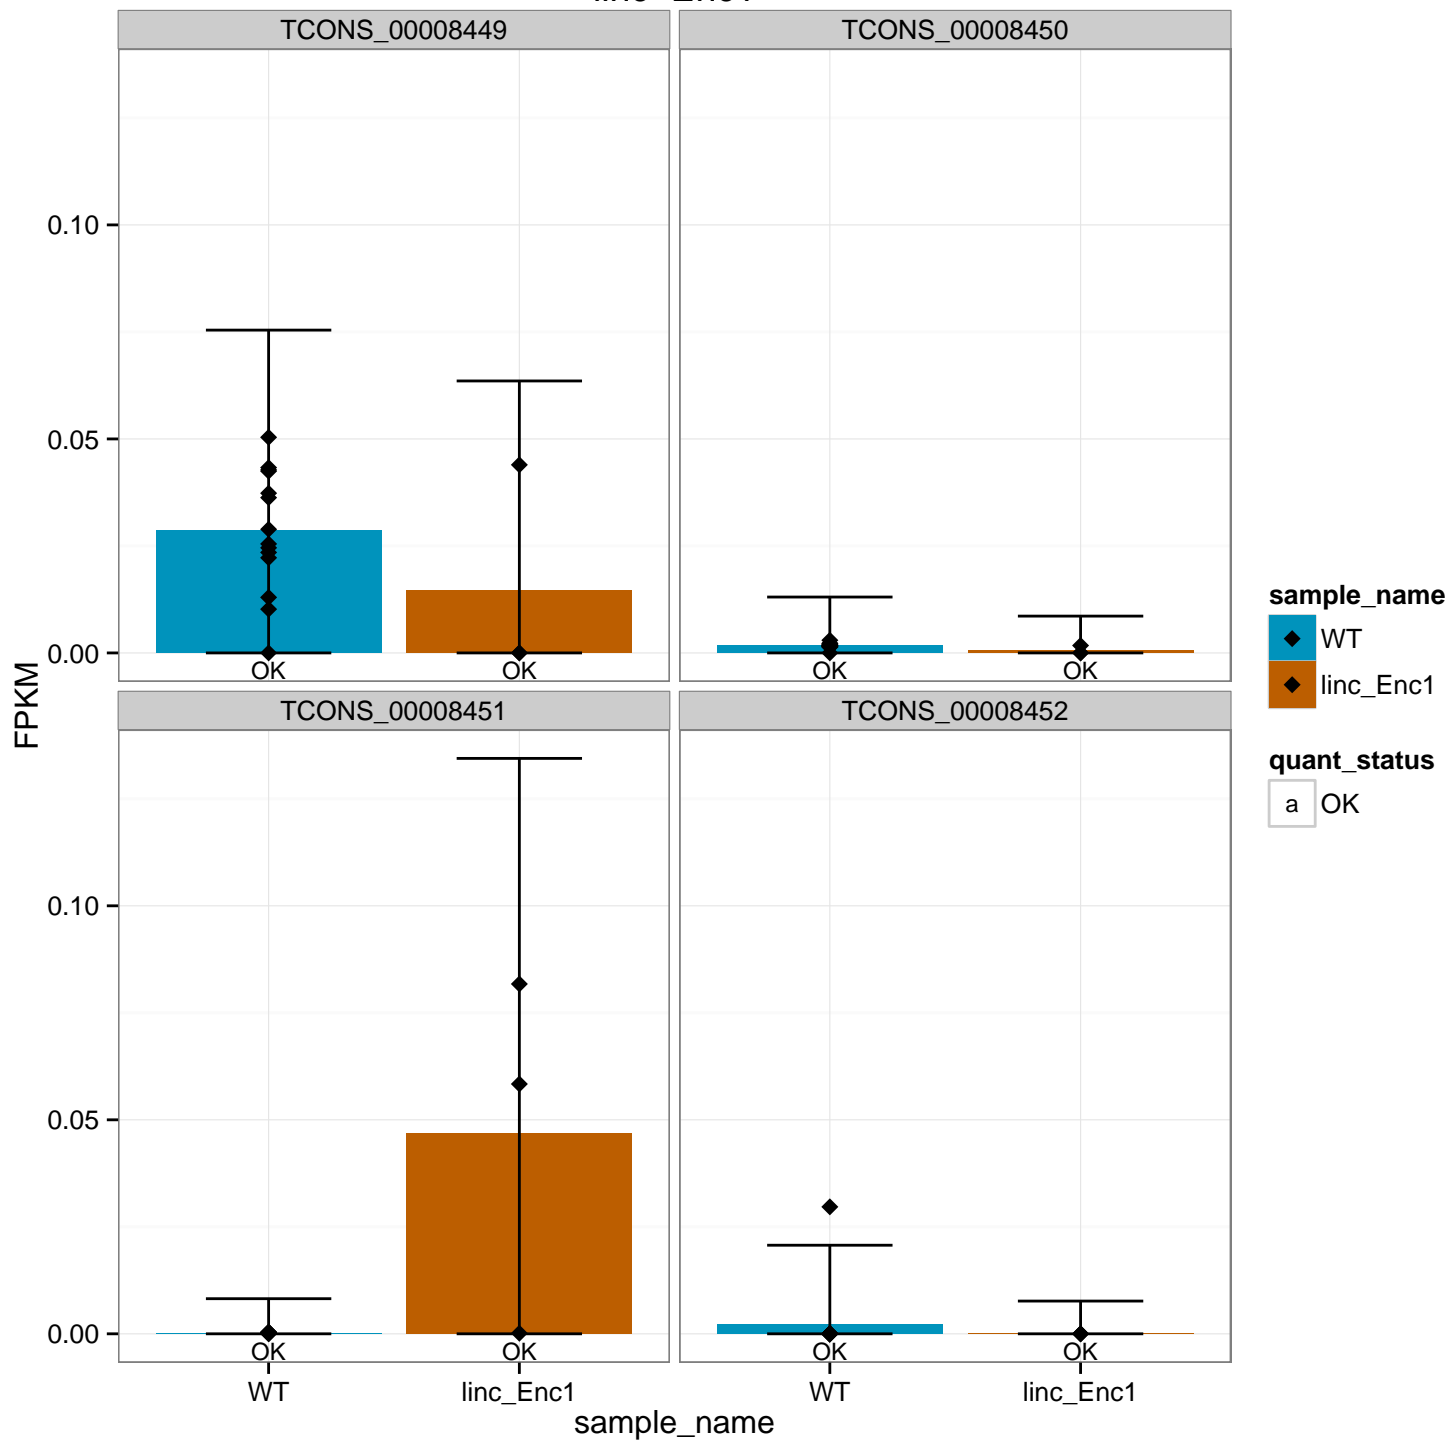 TCONS_00008449
TCONS_00008450
0.10
0.05
0.00
OK
OK
OK
OK
TCONS_00008451
TCONS_00008452
0.10
0.05
0.00
OK
OK
OK
OK
WT
linc_Enc1
WT
linc_Enc1
sample_name
FPKM
sample_name
WT
linc_Enc1
quant_status
a OK